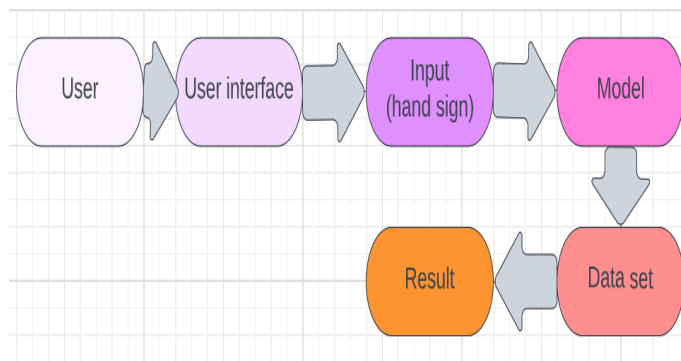 User
User interface
Input
(hand sign)
Model
Result
Data set